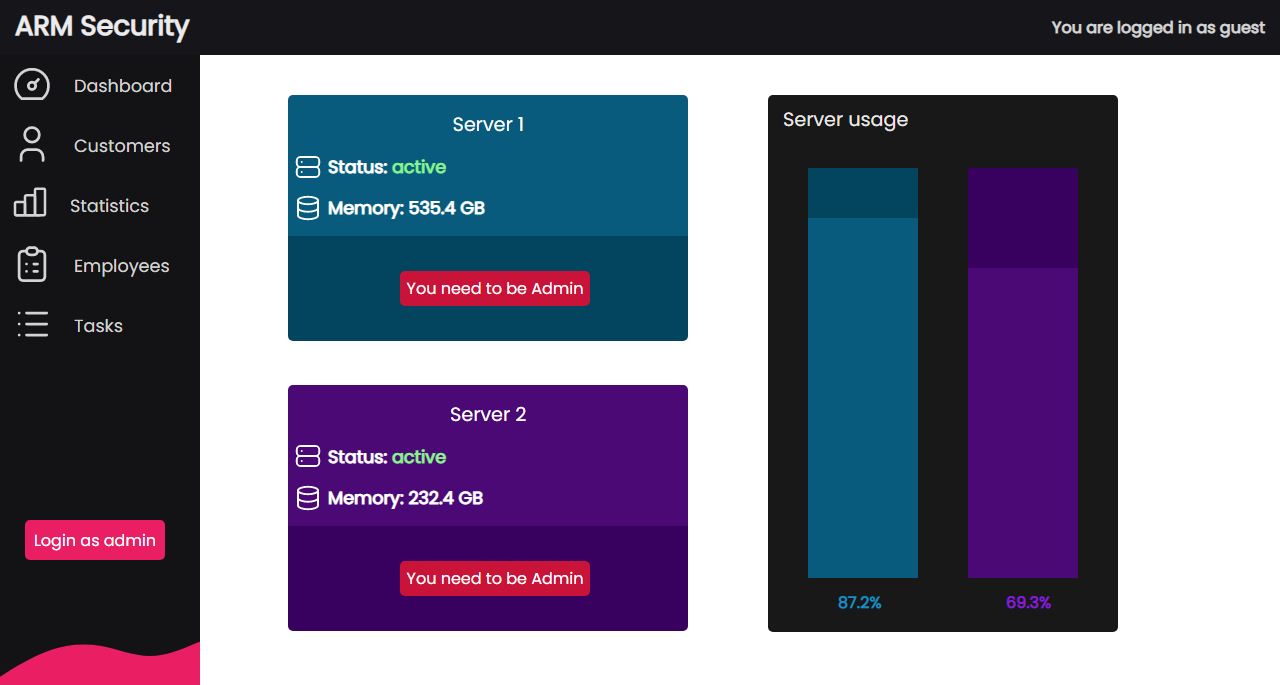 ARM Security
You are logged in as guest
Dashboard
Customers
Statistics
Employees
Tasks
Login as admin
Server 1
Status: active
Memory: 535.4 GB
You need to be Admin
Server 2
Status: active
Memory: 232.4 GB
You need to be Admin
Server usage
87.2%
69.3%